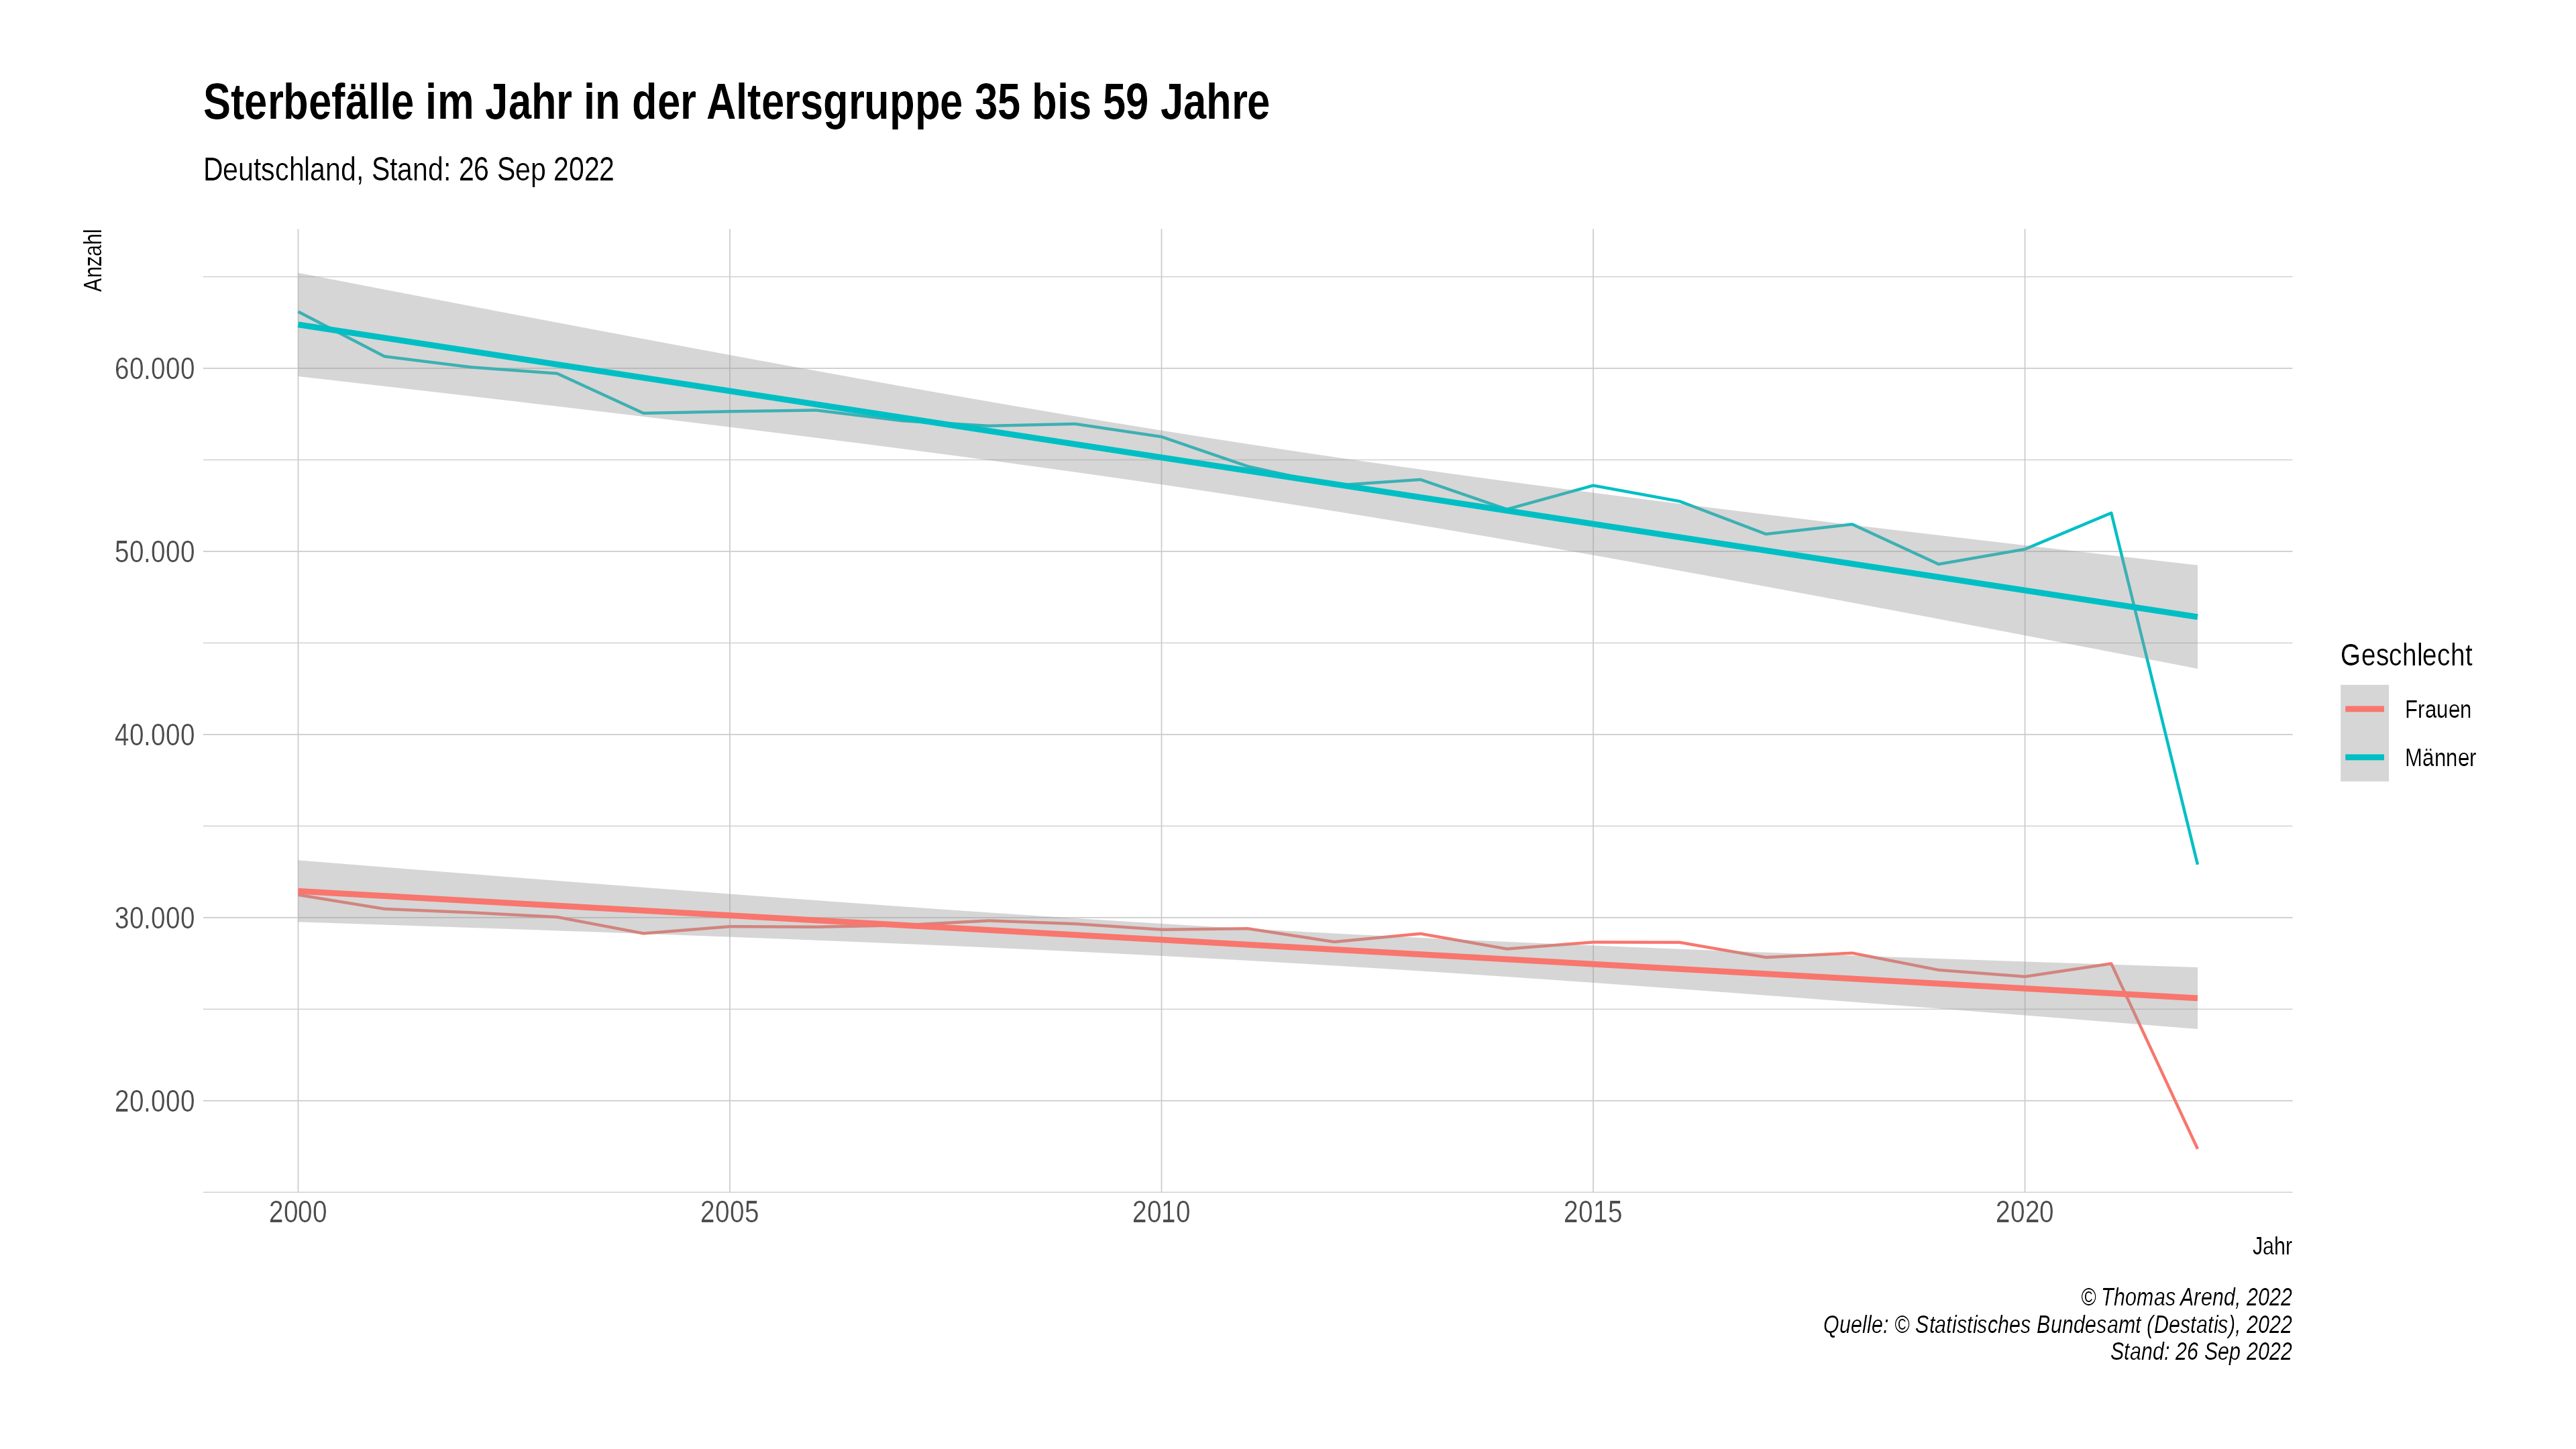 Sterbefälle im Jahr in der Altersgruppe 35 bis 59 Jahre
Deutschland, Stand: 26 Sep 2022
Anzahl
60.000
50.000
40.000
30.000
20.000
2000
2005
2010
2015
2020
Jahr
Geschlecht
Frauen
Männer
© Thomas Arend, 2022
Quelle: © Statistisches Bundesamt (Destatis), 2022
Stand: 26 Sep 2022